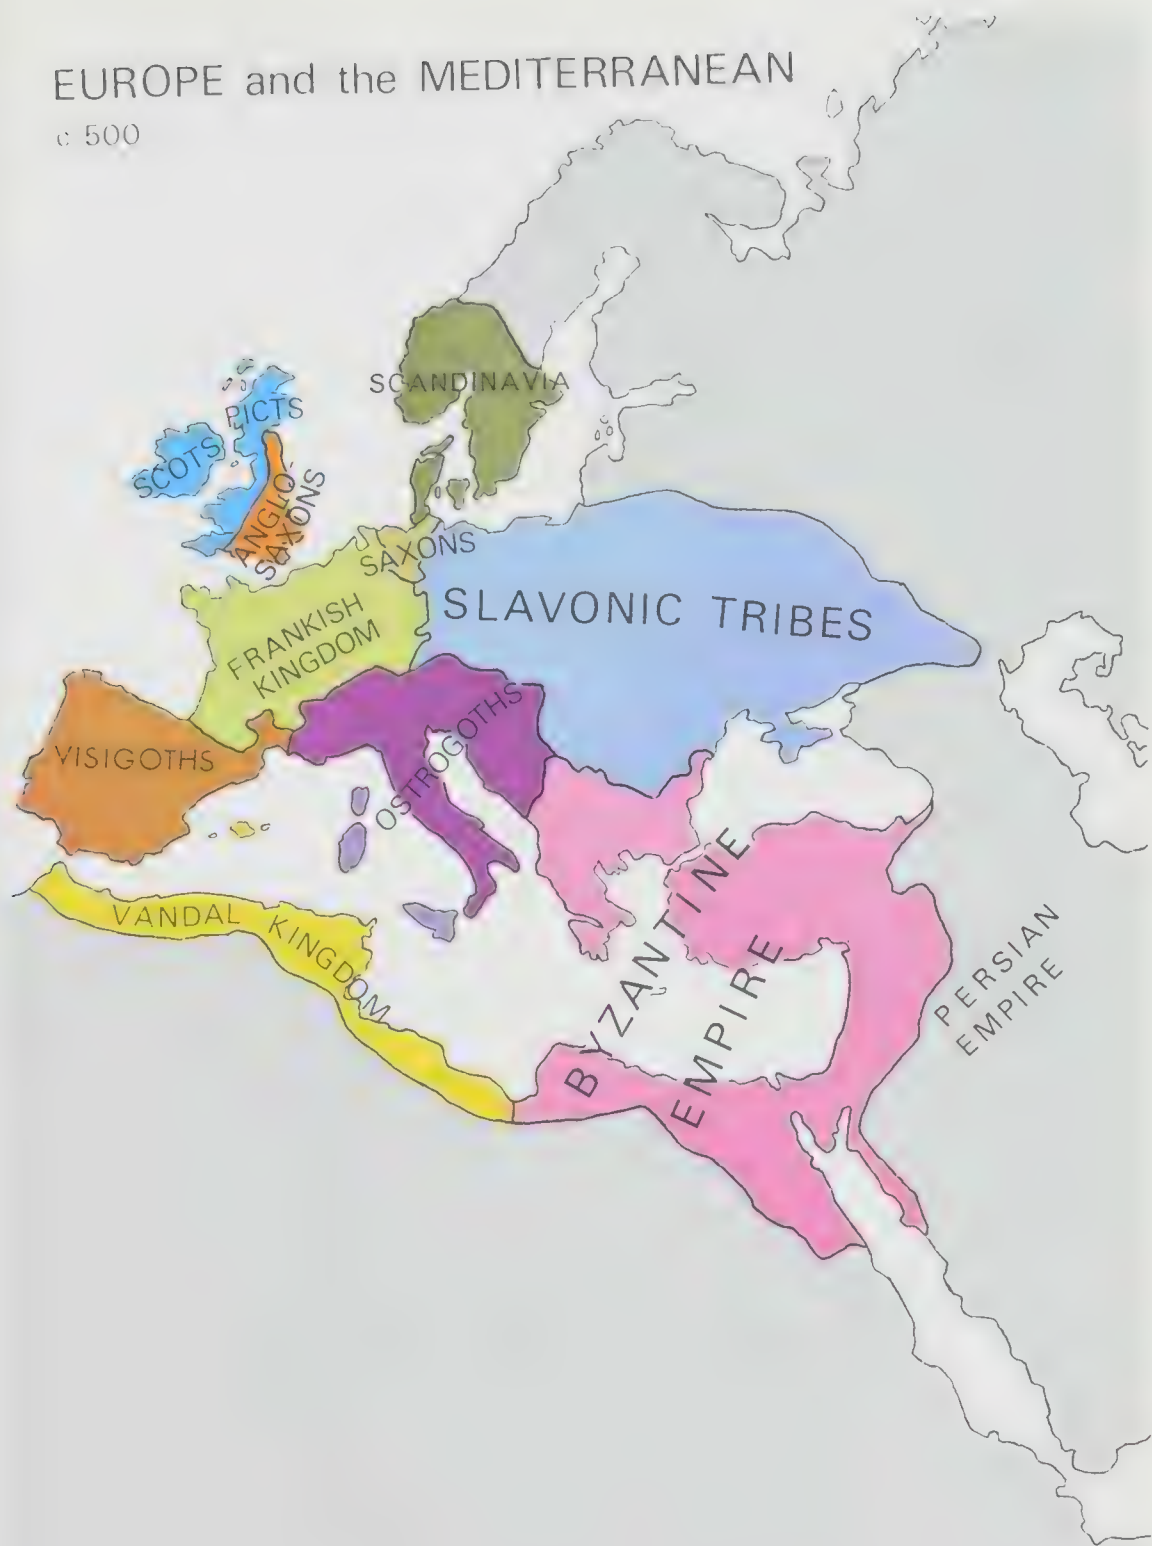 EUROPE and the MEDITERRANEAN
c 500
SCANDINAVIA
PICTS
SCOTS
ANGLO-
SAXONS
SAXONS
SLAVONIC TRIBES
FRANKISH
KINGDOM
VISIGOTHS
OSTROGOTHS
VANDAL KINGDOM
BYZANTINE
EMPIRE
PERSIAN
EMPIRE